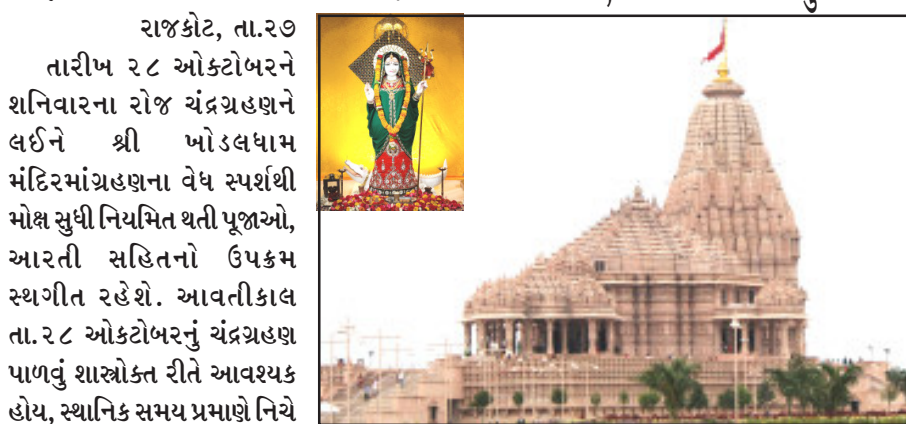 રાજકોટ, તા.૨૭
તારીખ ૨૮ ઓક્ટોબરને
શનિવારના રોજ ચંદ્રગ્રહણને
લઈને શ્રી ખોડલધામ
મંદિરમાંગ્રહણના વેધ સ્પર્શથી
મોક્ષ સુધી નિયમિત થતી પૂજાઓ,
આરતી સહિતનો ઉપક્રમ
સ્થગીત રહેશે. આવતીકાલ
તા.૨૮ ઓક્ટોબરનું ચંદ્રગ્રહણ
પાળવું શાસ્ત્રોક્ત રીતે આવશ્યક
હોય, સ્થાનિક સમય પ્રમાણે નિચે